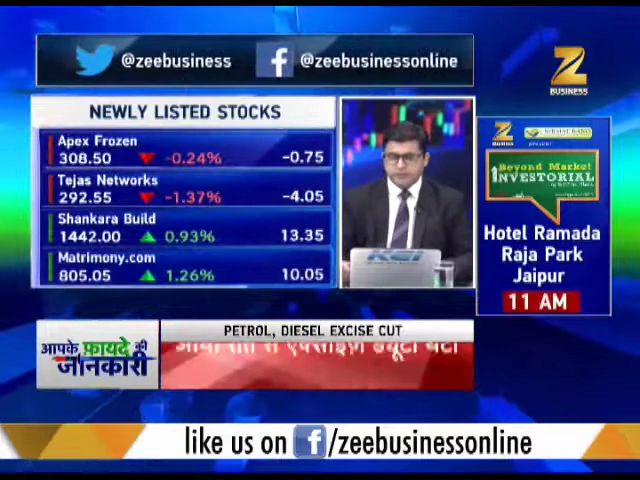 @zeebusiness
@zeebusinessonline
BUSINESS
NEWLY LISTED STOCKS
Apex Frozen
308.50 -0.24% -0.75
Tejas Networks
292.55 -1.37% -4.05
Shankara Build
1442.00 0.93% 13.35
Matrimony.com
805.05 1.26% 10.05
KEI
present
Beyond Market
INVESTORIAL
Hotel Ramada
Raja Park
Jaipur
11 AM
आपके फ़ायदे की
जानकारी
PETROL, DIESEL EXCISE CUT
like us on f/zeebusinessonline